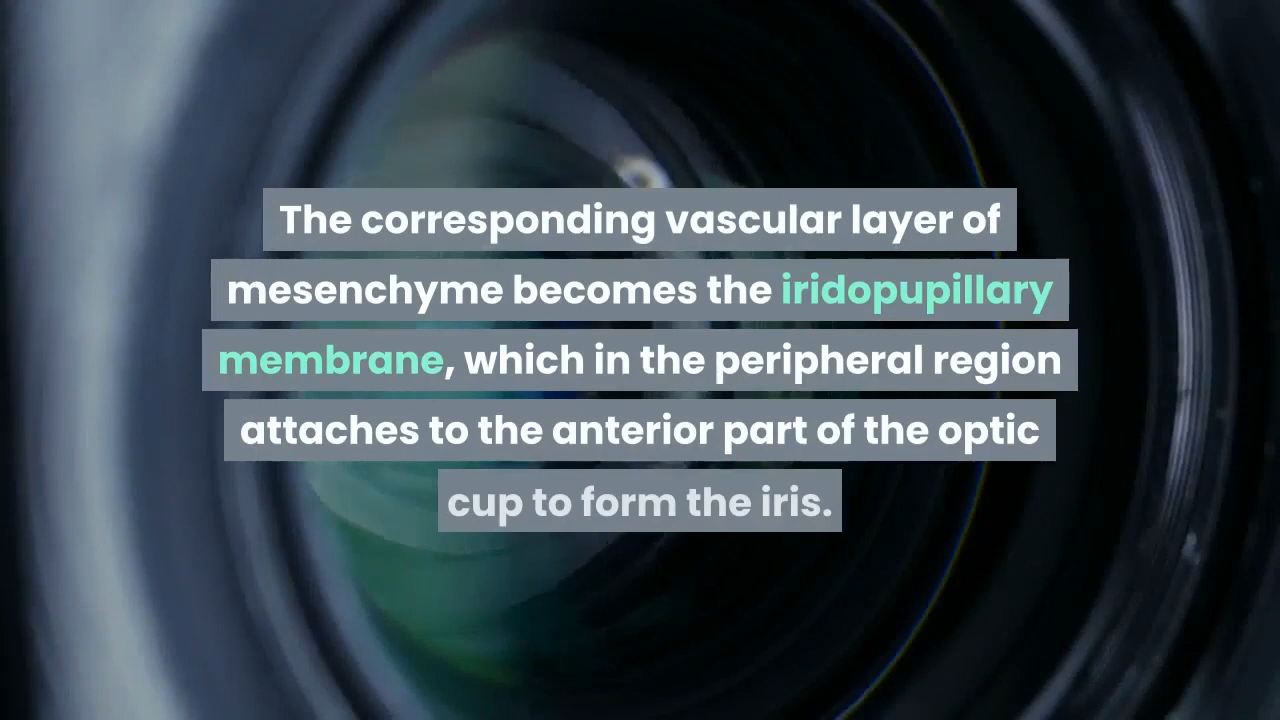 The corresponding vascular layer of
mesenchyme becomes the iridopupillary
membrane, which in the peripheral region
attaches to the anterior part of the optic
cup to form the iris.